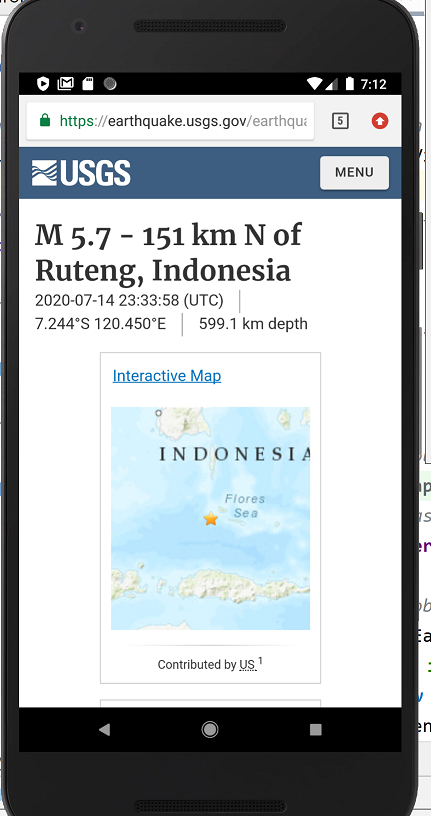 7:12
https://earthquake.usgs.gov/earthqua
5
USGS
MENU
M 5.7 - 151 km N of
Ruteng, Indonesia
2020-07-14 23:33:58 (UTC)
7.244°S 120.450°E
599.1 km depth
Interactive Map
INDONESIA
Flores
Sea
Contributed by US 1